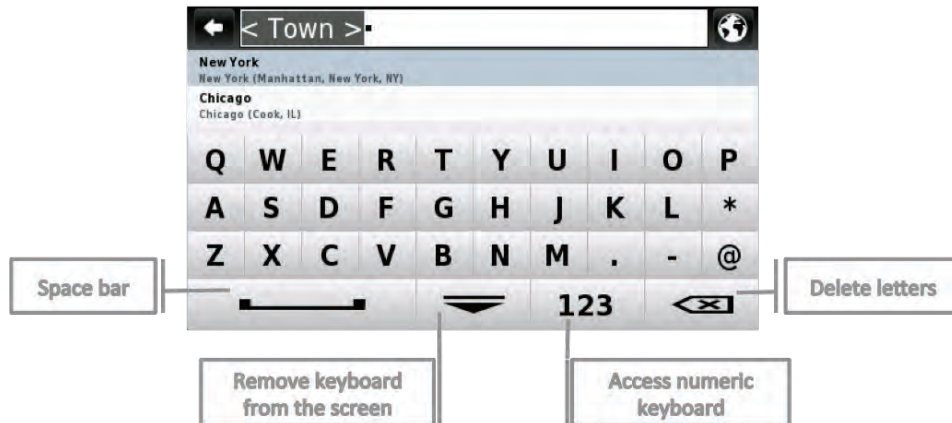 < Town >
New York
New York (Manhattan, New York, NY)
Chicago
Chicago (Cook, IL)
Q W E R T Y U I O P
A S D F G H J K L *
Z X C V B N M . - @
Space bar
123
Delete letters
Remove keyboard
from the screen
Access numeric
keyboard